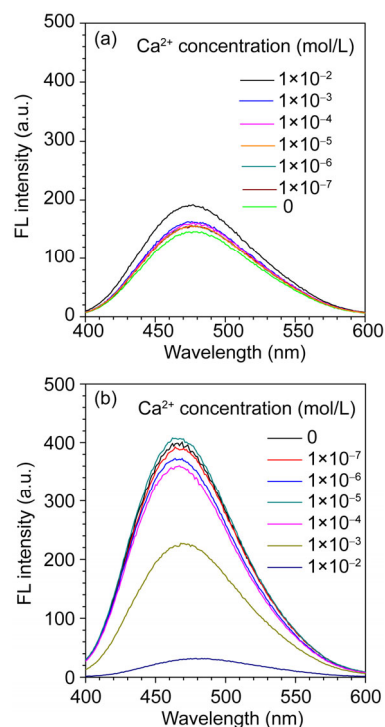 (a)
Ca²⁺ concentration (mol/L)
1×10⁻²
1×10⁻³
1×10⁻⁴
1×10⁻⁵
1×10⁻⁶
1×10⁻⁷
0
500
400
300
200
100
0
FL intensity (a.u.)
400 450 500 550 600
Wavelength (nm)
(b)
Ca²⁺ concentration (mol/L)
0
1×10⁻⁷
1×10⁻⁶
1×10⁻⁵
1×10⁻⁴
1×10⁻³
1×10⁻²
500
400
300
200
100
0
FL intensity (a.u.)
400 450 500 550 600
Wavelength (nm)